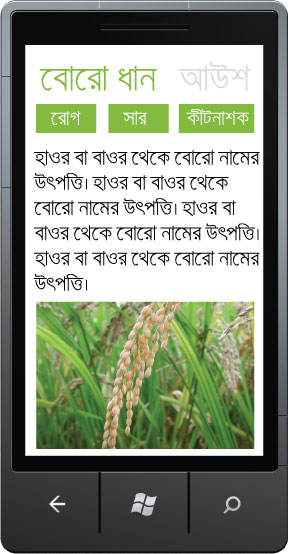 বোরো ধান আউশ
রোগ সার কীটনাশক
হাওর বা বাওর থেকে বোরো নামের
উৎপত্তি। হাওর বা বাওর থেকে
বোরো নামের উৎপত্তি। হাওর বা
বাওর থেকে বোরো নামের উৎপত্তি।
হাওর বা বাওর থেকে বোরো নামের
উৎপত্তি।